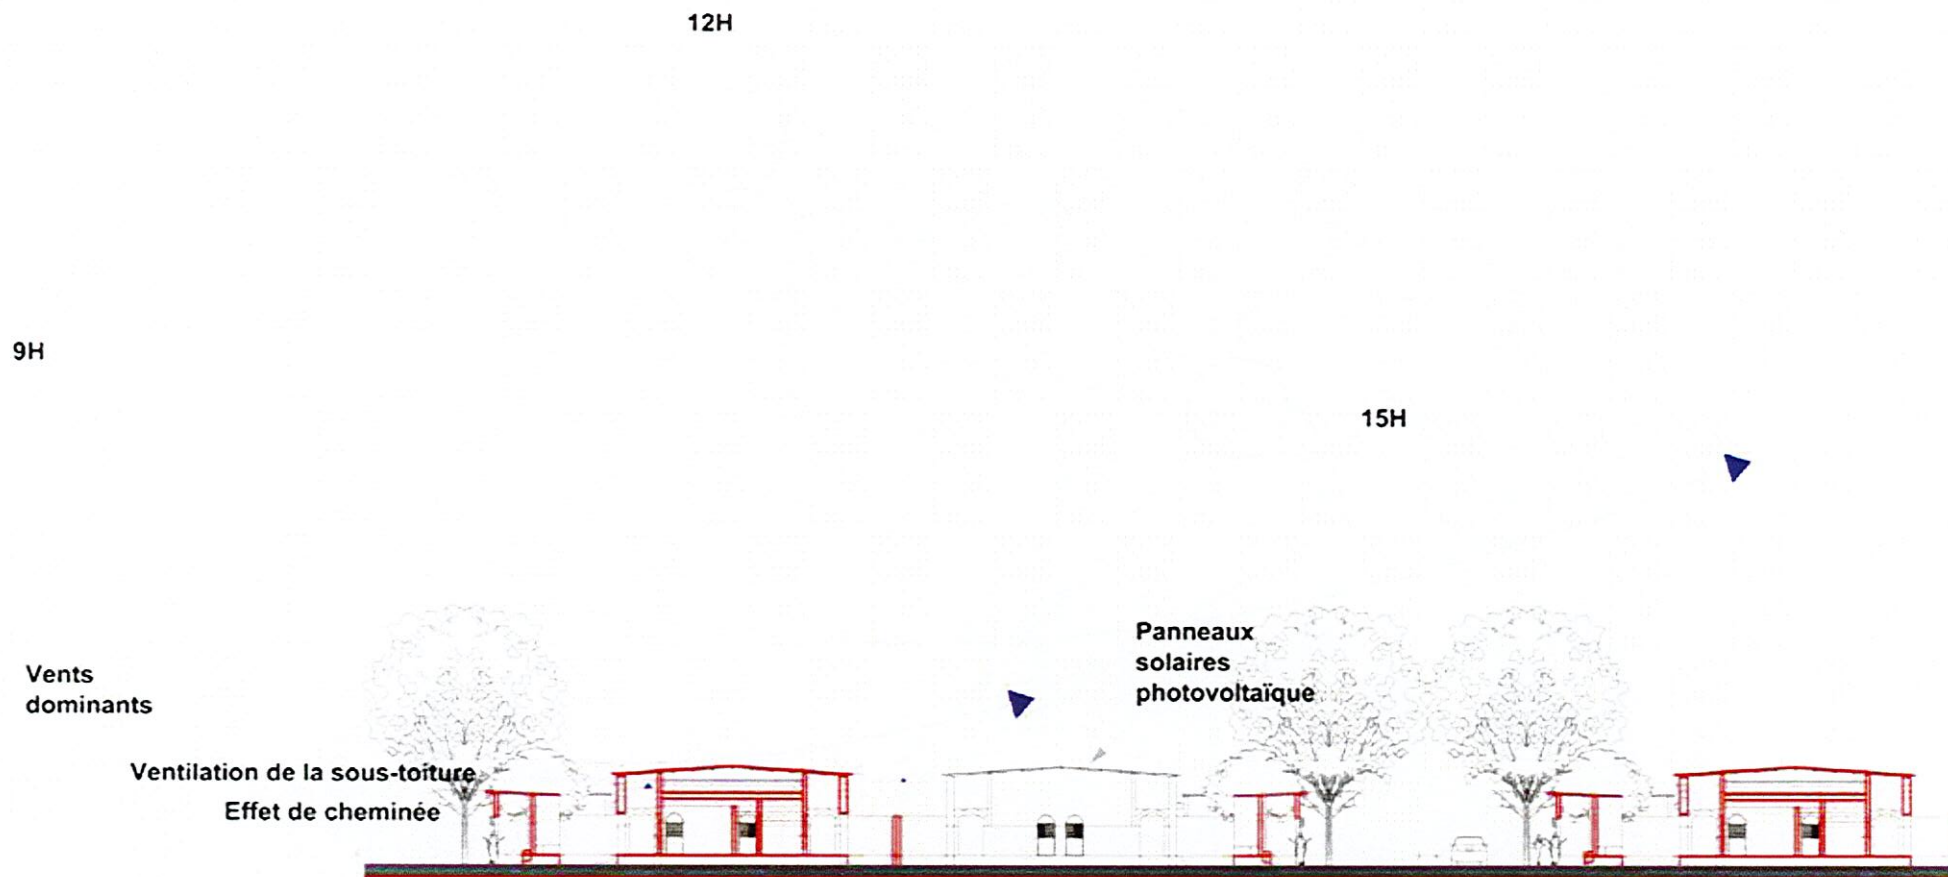 12H
9H
15H
Panneaux
solaires
photovoltaïque
Vents
dominants
Ventilation de la sous-toiture
Effet de cheminée